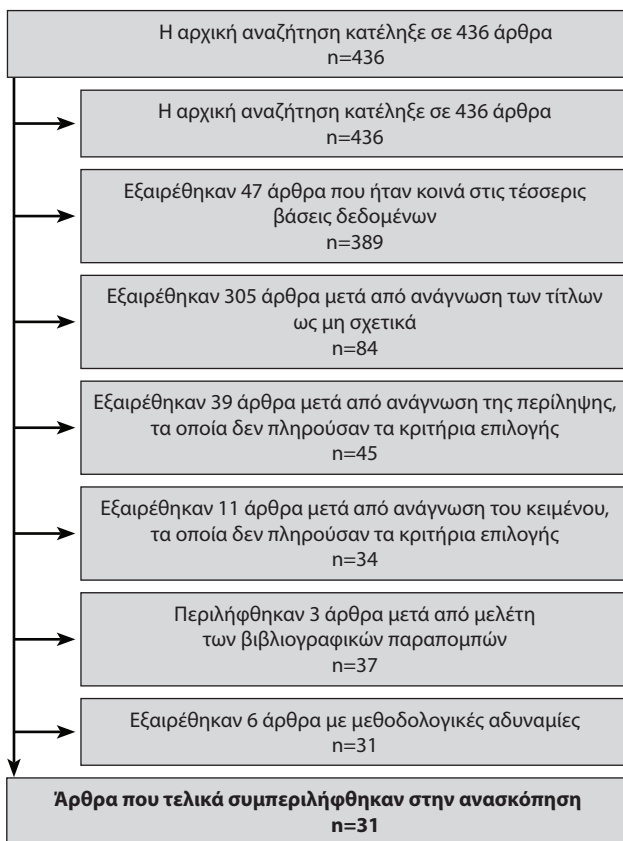 Η αρχική αναζήτηση κατέληξε σε 436 άρθρα
n=436
Η αρχική αναζήτηση κατέληξε σε 436 άρθρα
n=436
Εξαιρέθηκαν 47 άρθρα που ήταν κοινά στις τέσσερις
βάσεις δεδομένων
n=389
Εξαιρέθηκαν 305 άρθρα μετά από ανάγνωση των τίτλων
ως μη σχετικά
n=84
Εξαιρέθηκαν 39 άρθρα μετά από ανάγνωση της περίληψης,
τα οποία δεν πληρούσαν τα κριτήρια επιλογής
n=45
Εξαιρέθηκαν 11 άρθρα μετά από ανάγνωση του κειμένου,
τα οποία δεν πληρούσαν τα κριτήρια επιλογής
n=34
Περιλήφθηκαν 3 άρθρα μετά από μελέτη
των βιβλιογραφικών παραπομπών
n=37
Εξαιρέθηκαν 6 άρθρα με μεθοδολογικές αδυναμίες
n=31
Άρθρα που τελικά συμπεριλήφθηκαν στην ανασκόπηση
n=31